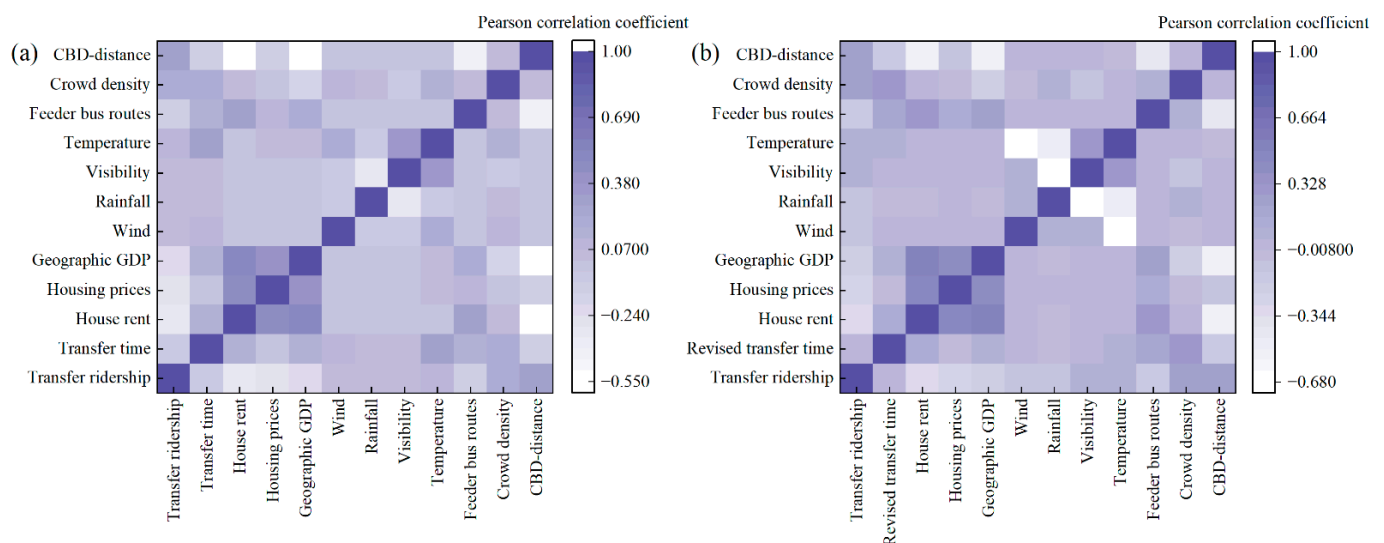 Pearson correlation coefficient
(a)
CBD-distance
Crowd density
Feeder bus routes
Temperature
Visibility
Rainfall
Wind
Geographic GDP
Housing prices
House rent
Transfer time
Transfer ridership
Transfer ridership
Transfer time
House rent
Housing prices
Geographic GDP
Wind
Rainfall
Visibility
Temperature
Feeder bus routes
Crowd density
CBD-distance
1.00
0.690
0.380
0.0700
−0.240
−0.550
Pearson correlation coefficient
(b)
CBD-distance
Crowd density
Feeder bus routes
Temperature
Visibility
Rainfall
Wind
Geographic GDP
Housing prices
House rent
Revised transfer time
Transfer ridership
Transfer ridership
Revised transfer time
House rent
Housing prices
Geographic GDP
Wind
Rainfall
Visibility
Temperature
Feeder bus routes
Crowd density
CBD-distance
1.00
0.664
0.328
−0.00800
−0.344
−0.680